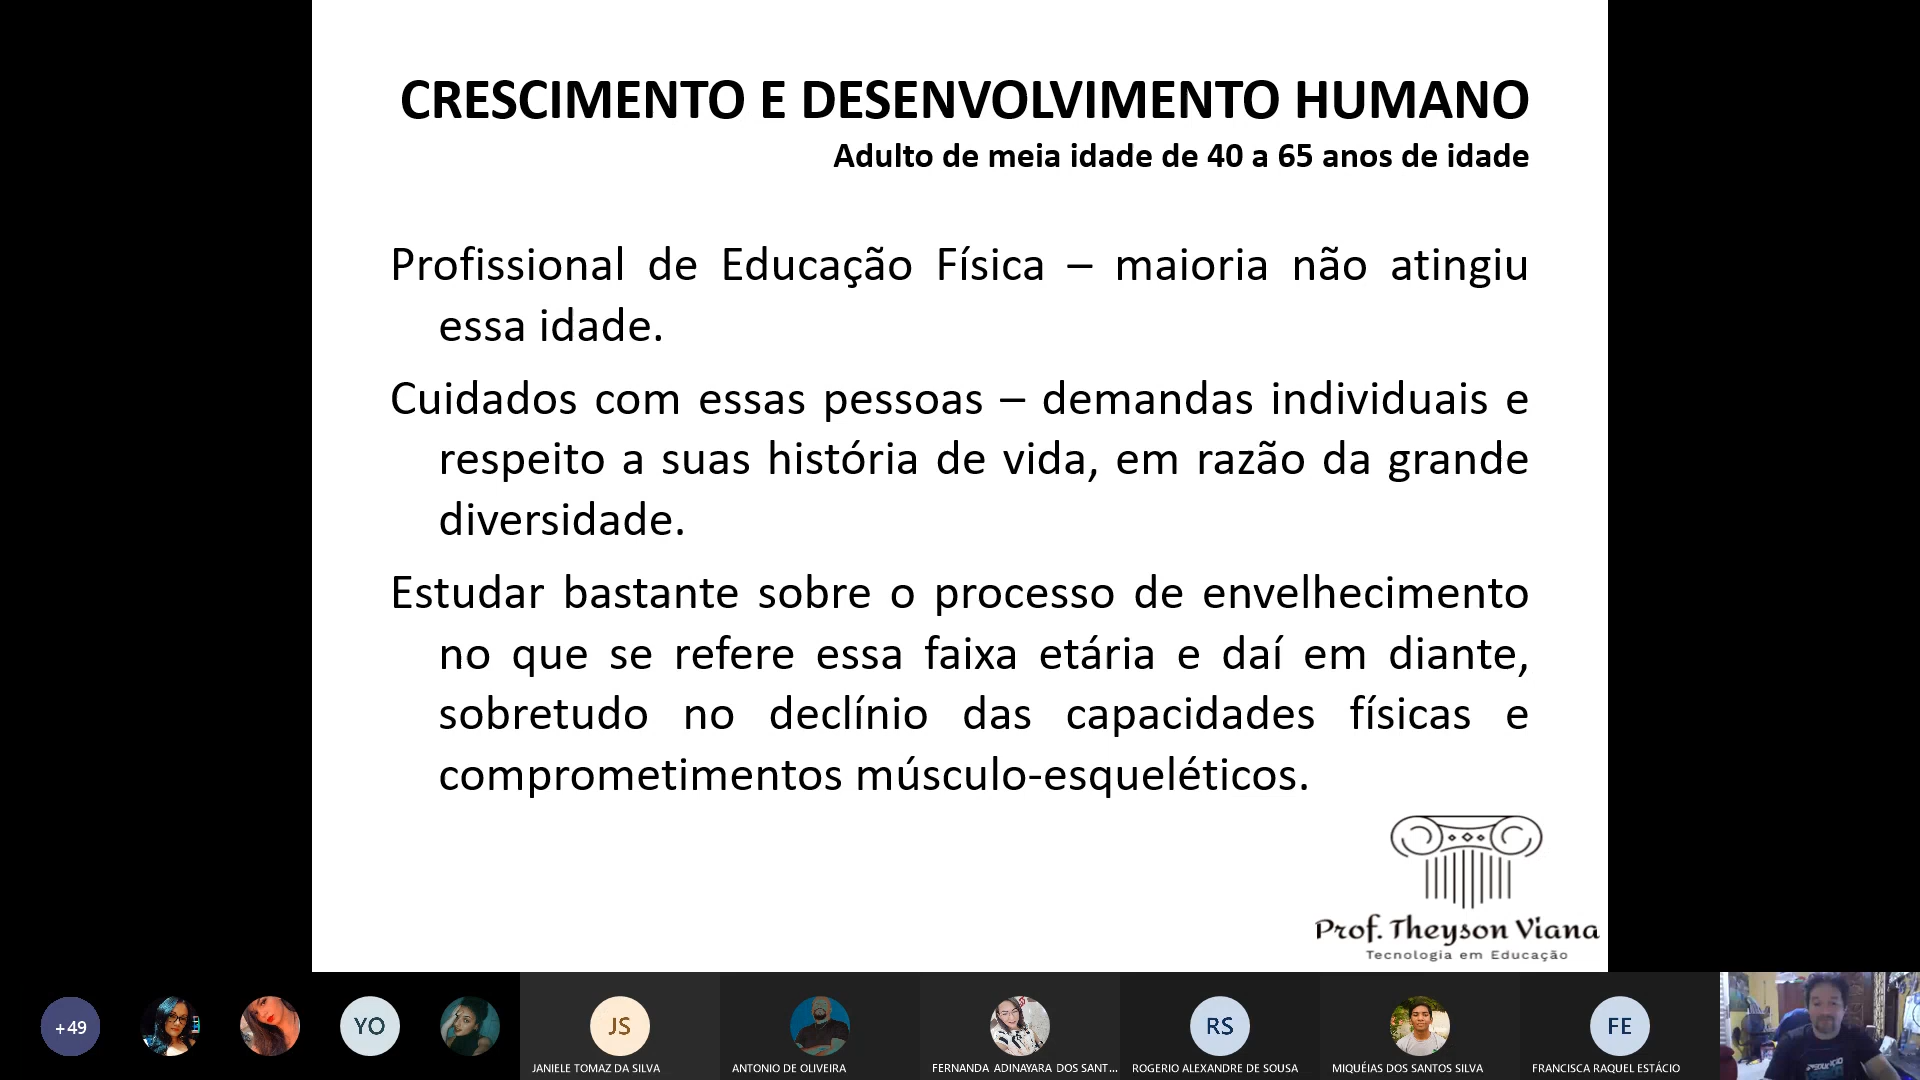 CRESCIMENTO E DESENVOLVIMENTO HUMANO
Adulto de meia idade de 40 a 65 anos de idade
Profissional de Educação Física – maioria não atingiu
essa idade.
Cuidados com essas pessoas – demandas individuais e
respeito a suas história de vida, em razão da grande
diversidade.
Estudar bastante sobre o processo de envelhecimento
no que se refere essa faixa etária e daí em diante,
sobretudo no declínio das capacidades físicas e
comprometimentos músculo-esqueléticos.
Prof. Theyson Viana
Tecnologia em Educação
+49
YO
JS
RS
FE
JANIELE TOMAZ DA SILVA
ANTONIO DE OLIVEIRA
FERNANDA ADINAYARA DOS SANT...
ROGERIO ALEXANDRE DE SOUSA
MIQUÉIAS DOS SANTOS SILVA
FRANCISCA RAQUEL ESTÁCIO